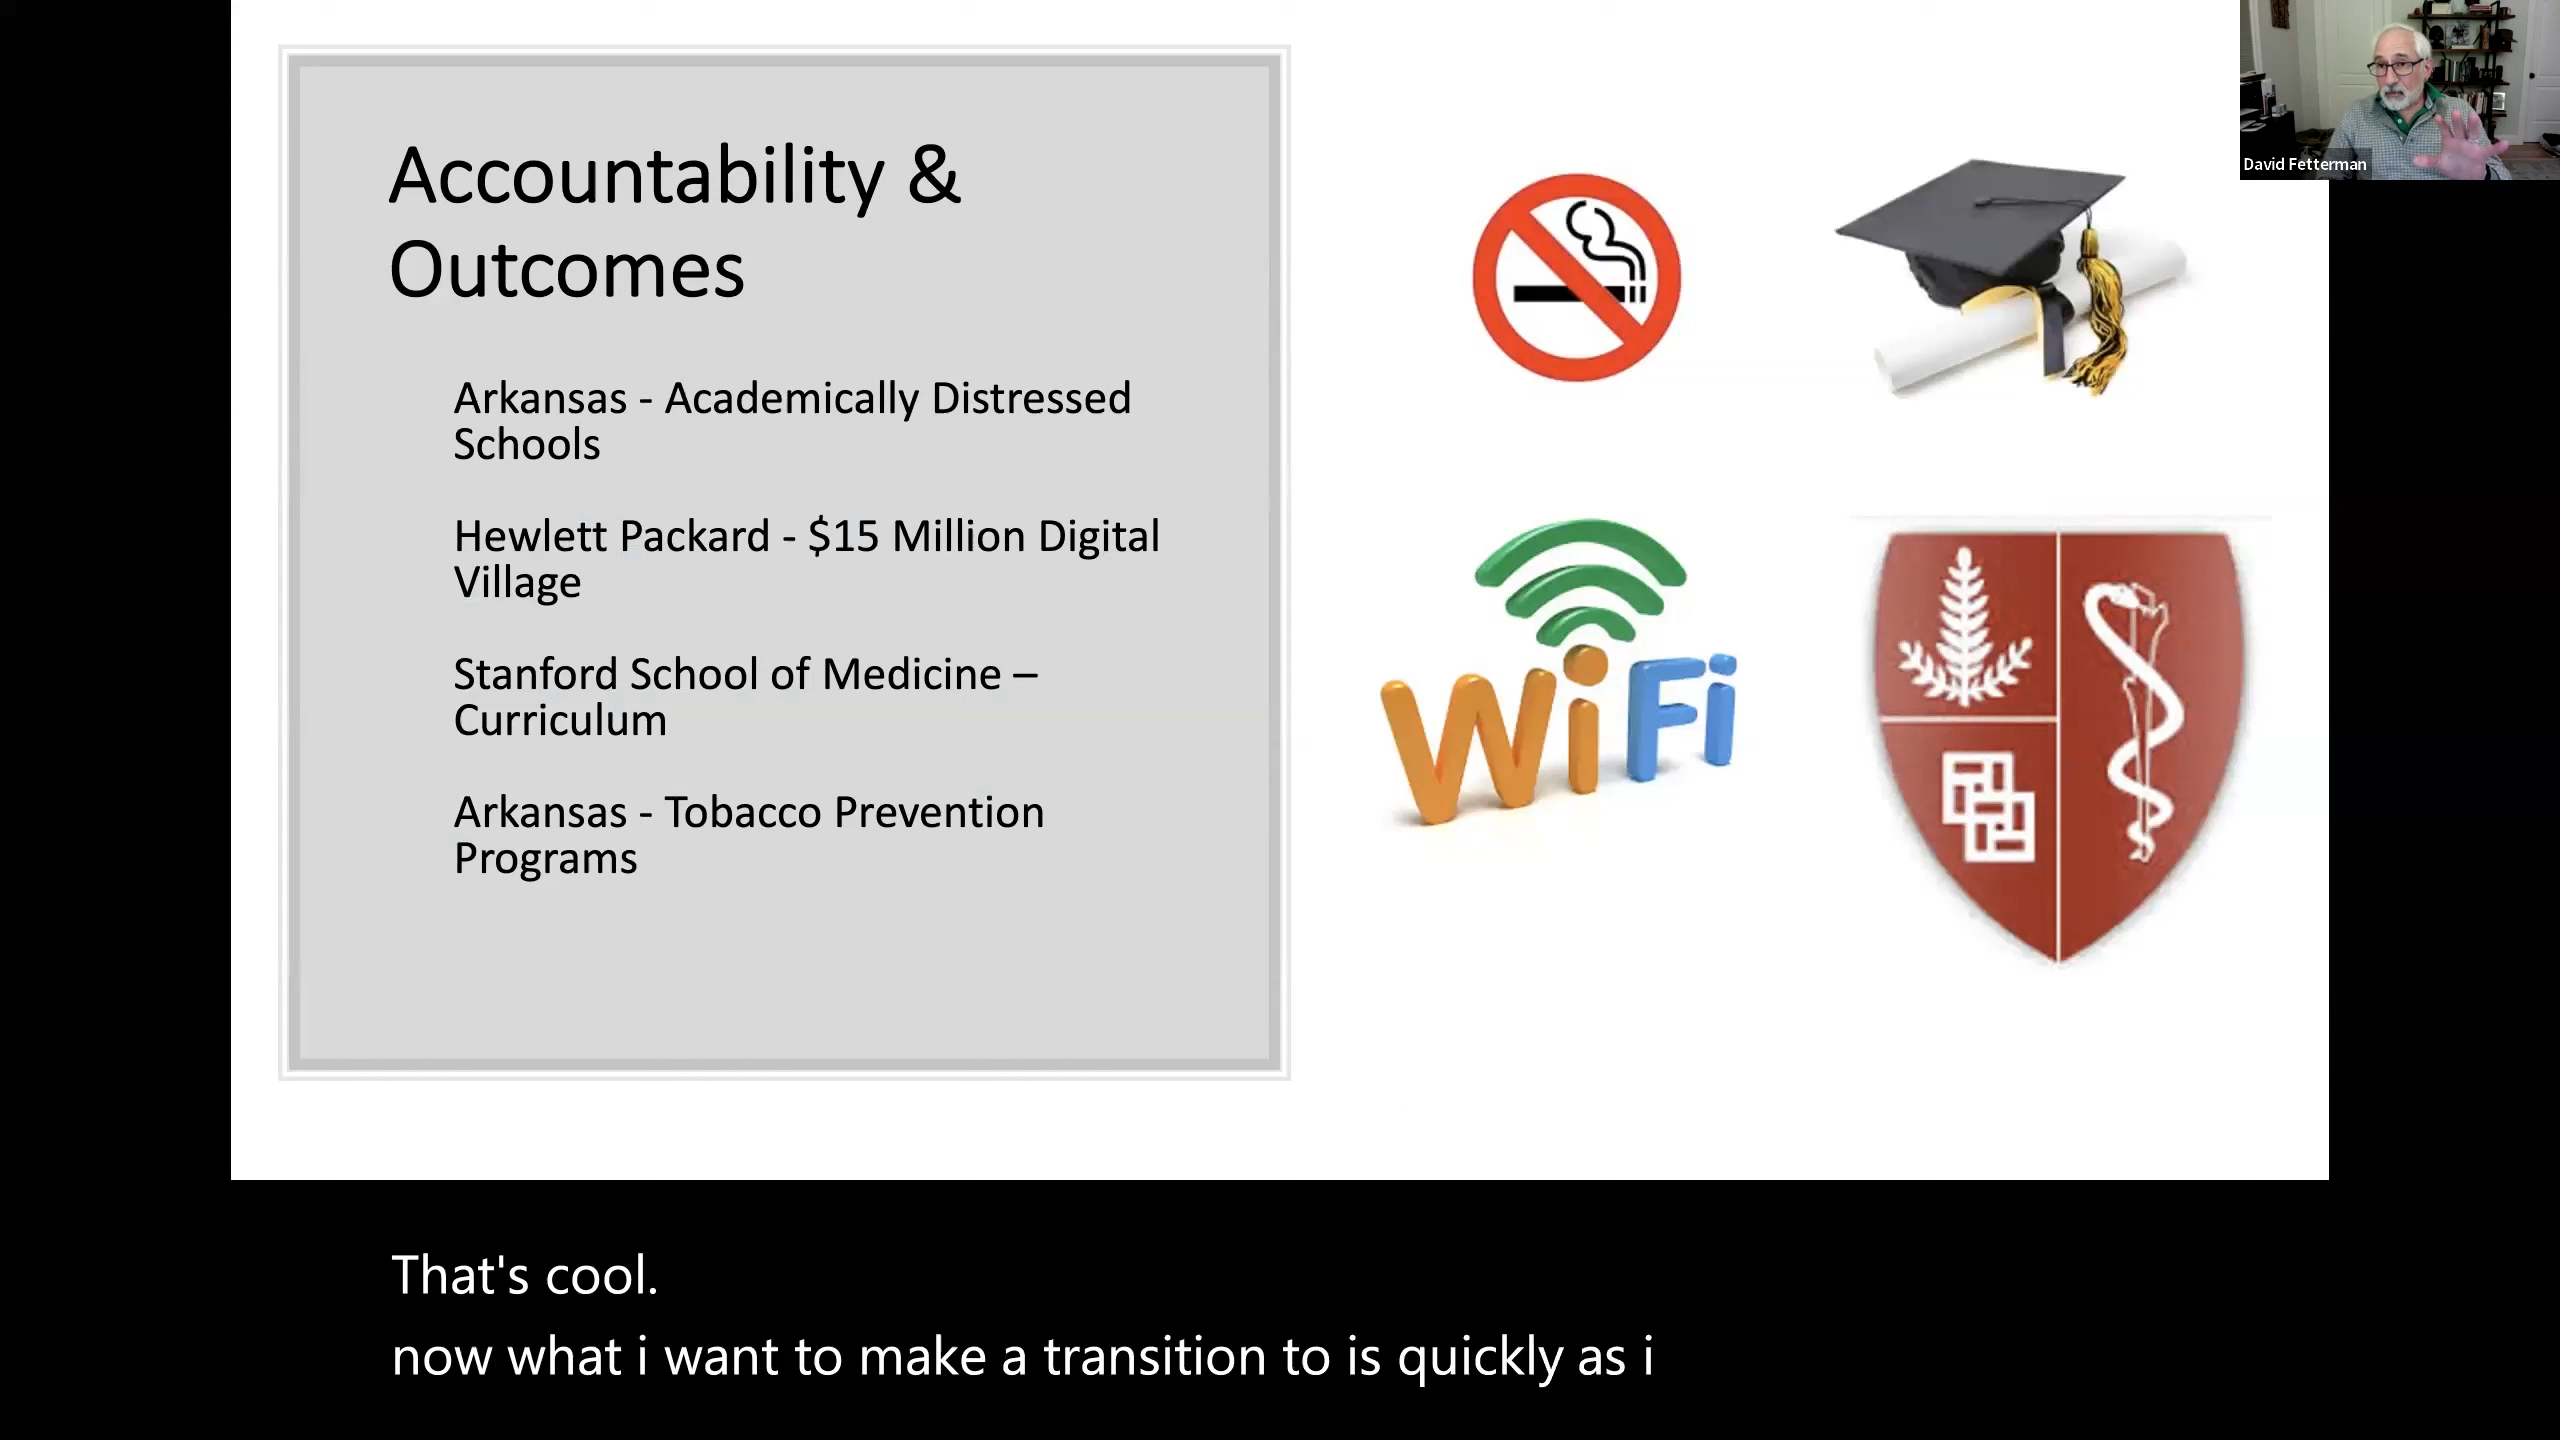 Accountability &
Outcomes
Arkansas - Academically Distressed
Schools
Hewlett Packard - $15 Million Digital
Village
Stanford School of Medicine –
Curriculum
Arkansas - Tobacco Prevention
Programs
WiFi
David Fetterman
That's cool.
now what i want to make a transition to is quickly as i